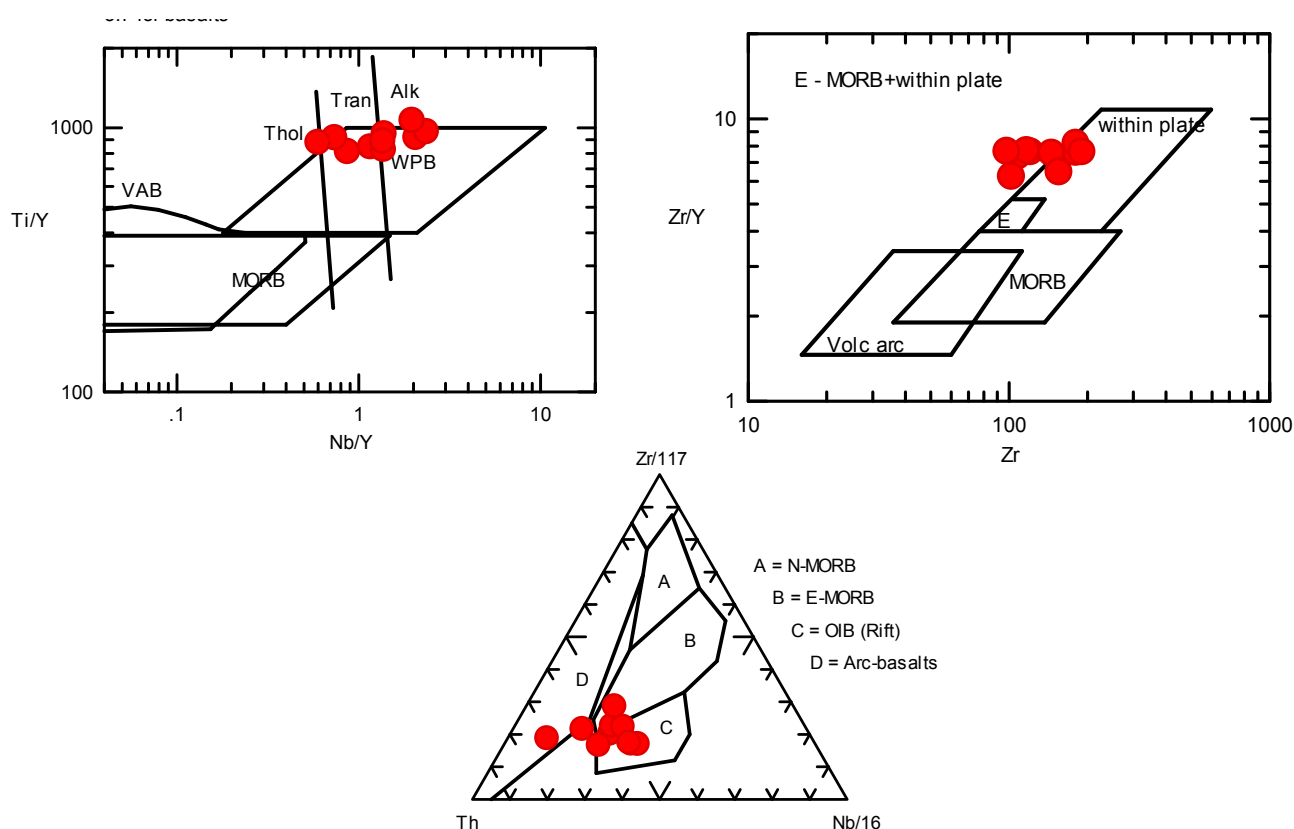 for basalts
E - MORB+within plate
Thol
Tran
Alk
WPB
VAB
MORB
1000
Ti/Y
100
.1
1
10
Nb/Y
10
Zr/Y
1
within plate
E
MORB
Volc arc
10
100
1000
Zr
Zr/117
A
B
C
D
A = N-MORB
B = E-MORB
C = OIB (Rift)
D = Arc-basalts
Th
Nb/16